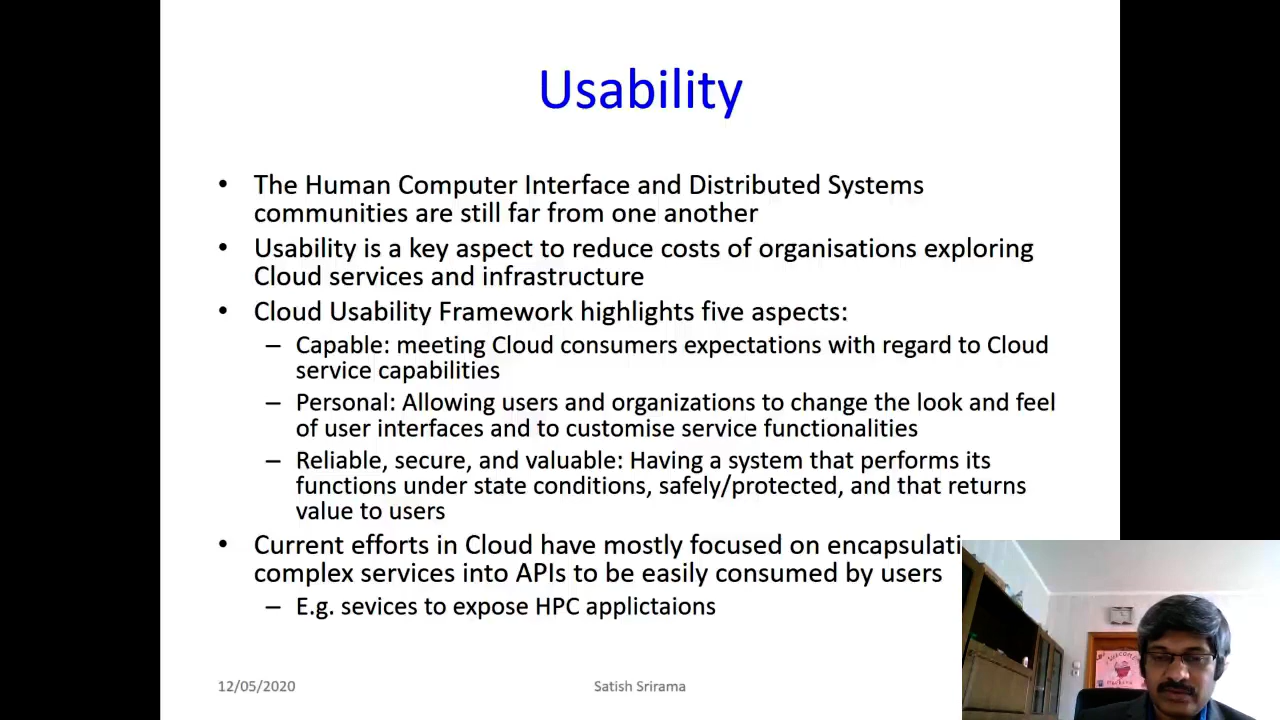 Usability
• The Human Computer Interface and Distributed Systems
communities are still far from one another
• Usability is a key aspect to reduce costs of organisations exploring
Cloud services and infrastructure
• Cloud Usability Framework highlights five aspects:
– Capable: meeting Cloud consumers expectations with regard to Cloud
service capabilities
– Personal: Allowing users and organizations to change the look and feel
of user interfaces and to customise service functionalities
– Reliable, secure, and valuable: Having a system that performs its
functions under state conditions, safely/protected, and that returns
value to users
• Current efforts in Cloud have mostly focused on encapsulati
complex services into APIs to be easily consumed by users
– E.g. sevices to expose HPC applictaions
12/05/2020
Satish Srirama